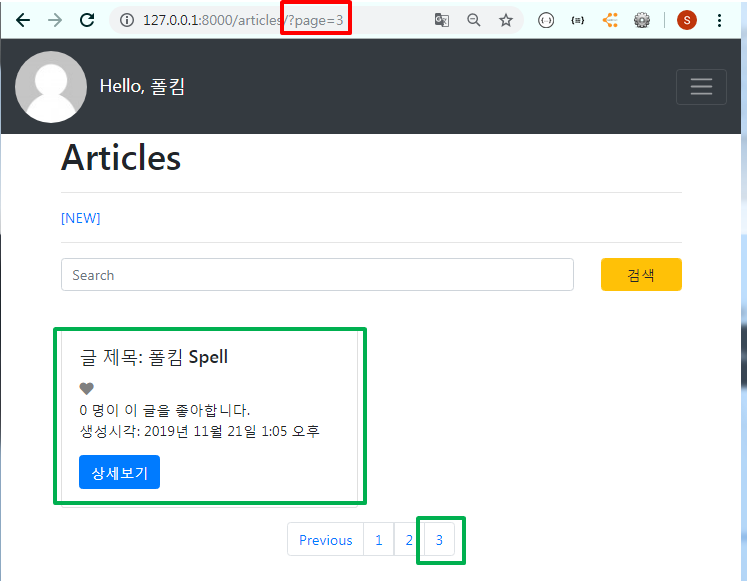 127.0.0.1:8000/articles/?page=3
S
Hello, 폴킴
Articles
[NEW]
Search
검색
글 제목: 폴킴 Spell
0 명이 이 글을 좋아합니다.
생성시각: 2019년 11월 21일 1:05 오후
상세보기
Previous 1 2 3